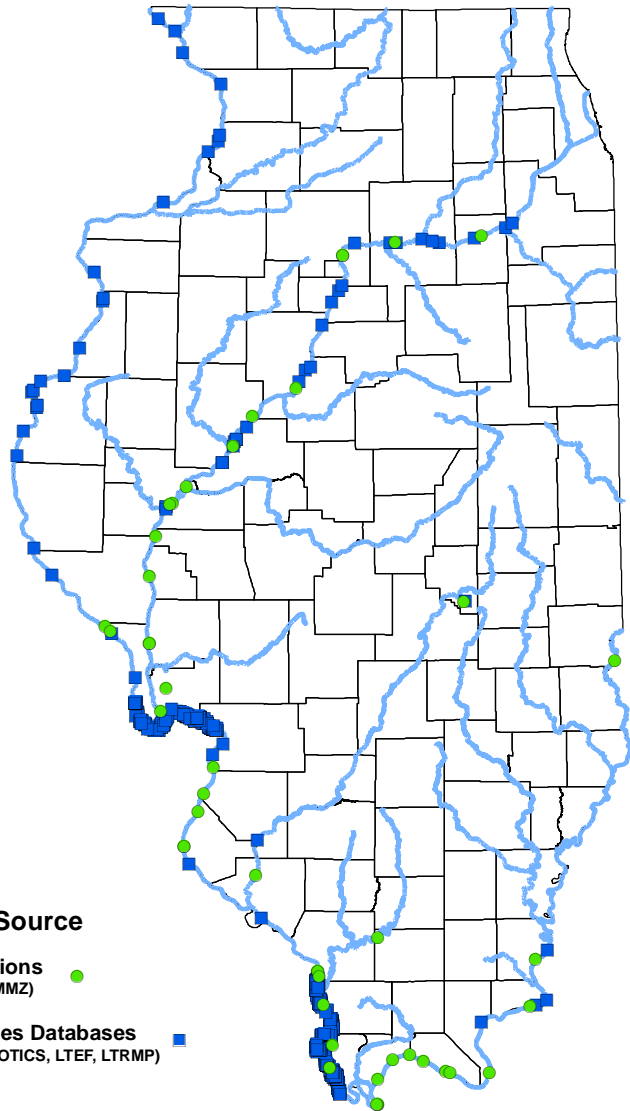 Source
ions
MMZ)
es Databases
OTICS, LTEF, LTRMP)